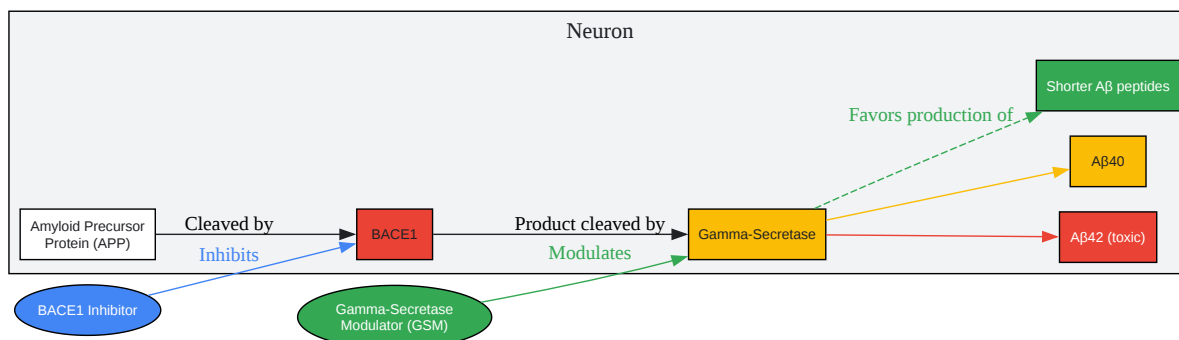 Neuron
Shorter Aβ peptides
Favors production of
Aβ40
Amyloid Precursor
Protein (APP)
Cleaved by
BACE1
Product cleaved by
Gamma-Secretase
Aβ42 (toxic)
Inhibits
Modulates
BACE1 Inhibitor
Gamma-Secretase
Modulator (GSM)